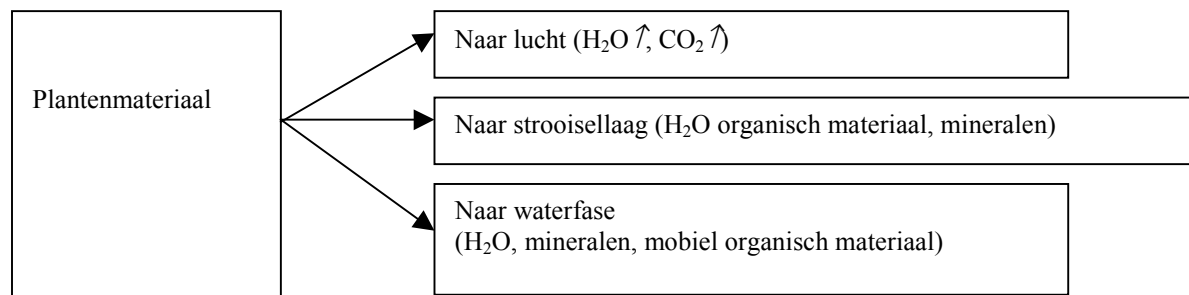 Plantenmateriaal
Naar lucht (H₂O ↑, CO₂ ↑)
Naar strooisellaag (H₂O organisch materiaal, mineralen)
Naar waterfase
(H₂O, mineralen, mobiel organisch materiaal)